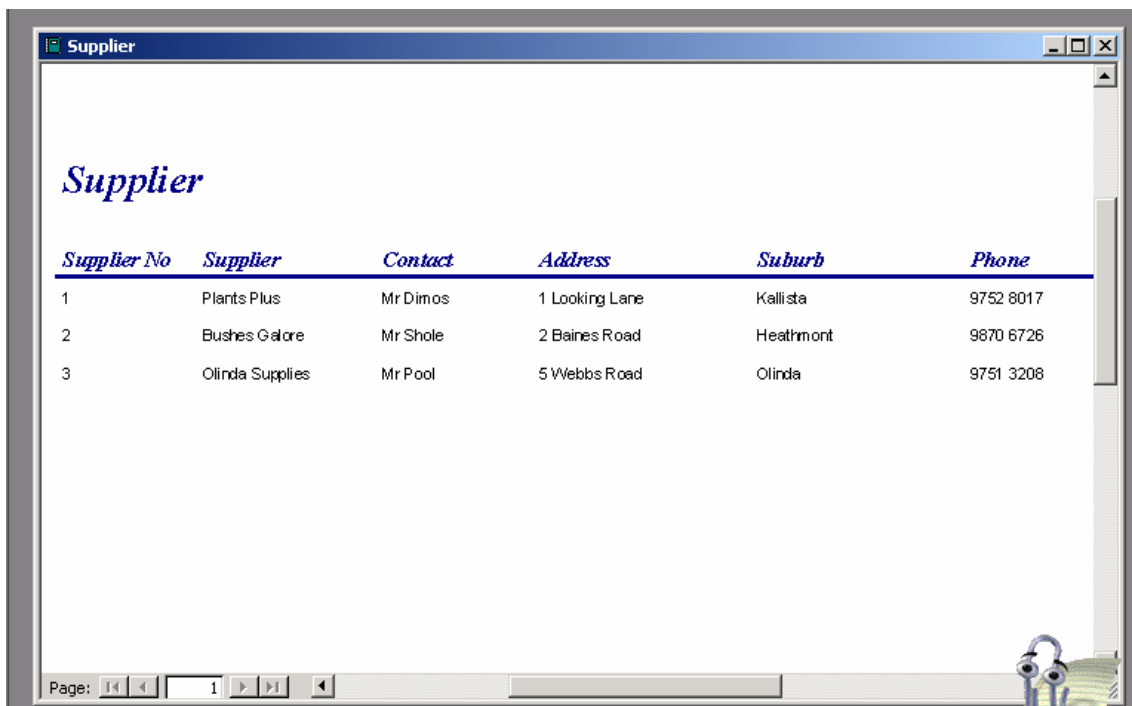 Supplier
Supplier
Supplier No Supplier Contact Address Suburb Phone
1 Plants Plus Mr Dimos 1 Looking Lane Kallista 9752 8017
2 Bushes Galore Mr Shole 2 Baines Road Heathmont 9870 6726
3 Olinda Supplies Mr Pool 5 Webbs Road Olinda 9751 3208
Page: 1